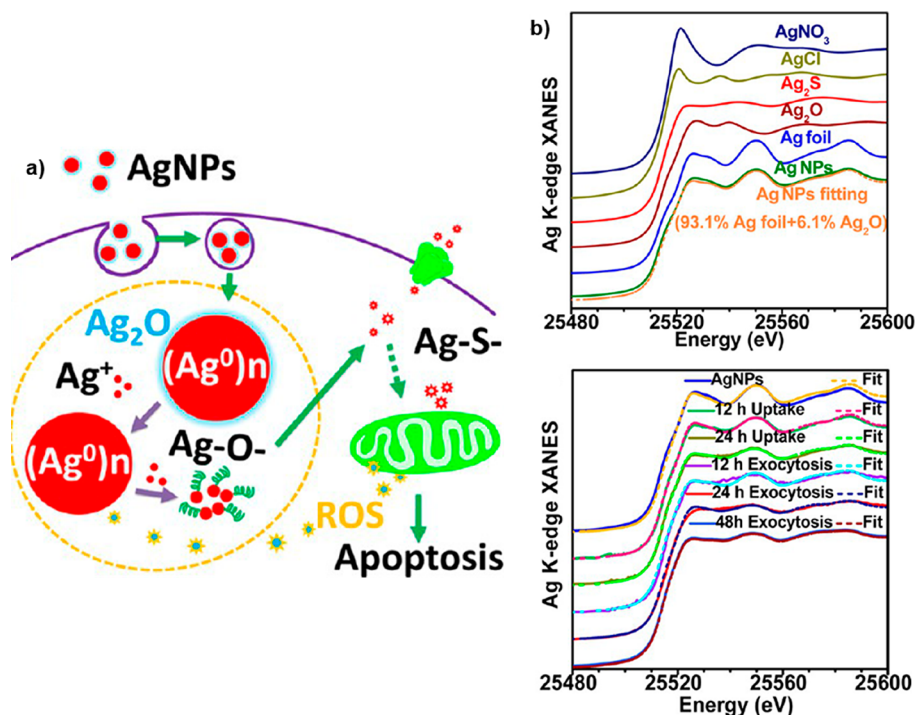 a)
AgNPs
Ag₂O
(Ag⁰)n
Ag⁺
(Ag⁰)n
Ag-O-
Ag-S-
ROS
Apoptosis
b)
Ag K-edge XANES
AgNO₃
AgCl
Ag₂S
Ag₂O
Ag foil
Ag NPs
Ag NPs fitting
(93.1% Ag foil+6.1% Ag₂O)
25480 25520 25560 25600
Energy (eV)
Ag K-edge XANES
AgNPs Fit
12 h Uptake Fit
24 h Uptake Fit
12 h Exocytosis Fit
24 h Exocytosis Fit
48h Exocytosis Fit
25480 25520 25560 25600
Energy (eV)